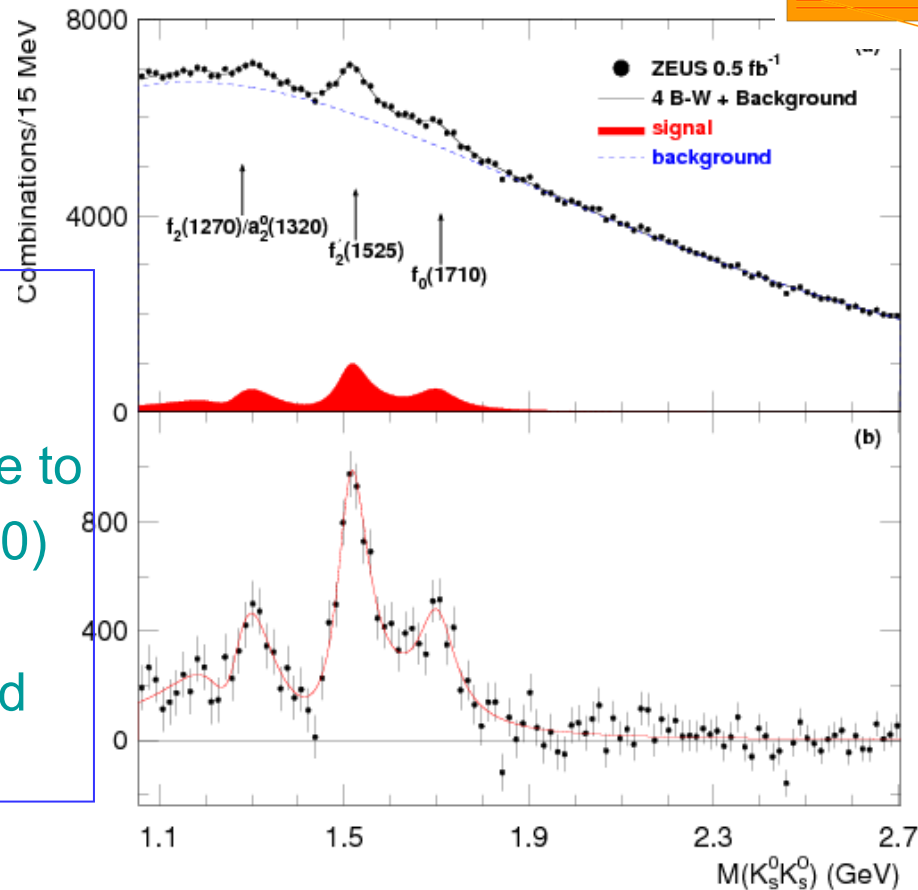 8000
4000
0
Combinations/15 MeV
(a)
ZEUS 0.5 fb⁻¹
4 B-W + Background
signal
background
f₂(1270)/a₂⁰(1320)
f₂′(1525)
f₀(1710)
e to
0)
d
(b)
800
400
0
1.1 1.5 1.9 2.3 2.7
M(K⁰ₛK⁰ₛ) (GeV)